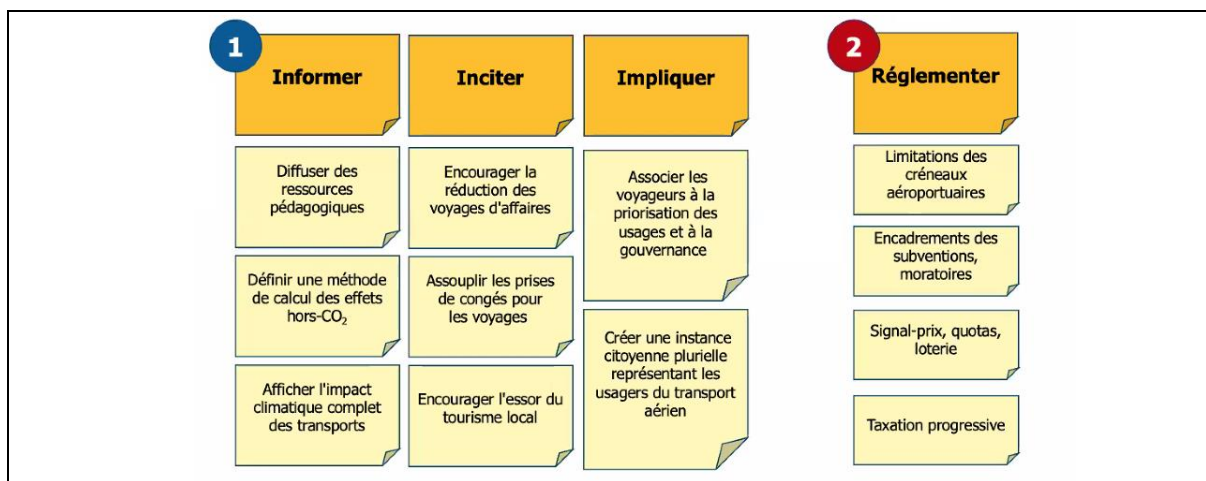 1
Informer
Diffuser des
ressources
pédagogiques
Définir une méthode
de calcul des effets
hors-CO₂
Afficher l'impact
climatique complet
des transports
Inciter
Encourager la
réduction des
voyages d'affaires
Assouplir les prises
de congés pour
les voyages
Encourager l'essor du
tourisme local
Impliquer
Associer les
voyageurs à la
priorisation des
usages et à la
gouvernance
Créer une instance
citoyenne plurielle
représentant les
usagers du transport
aérien
2
Réglementer
Limitations des
créneaux
aéroportuaires
Encadrements des
subventions,
moratoires
Signal-prix, quotas,
loterie
Taxation progressive